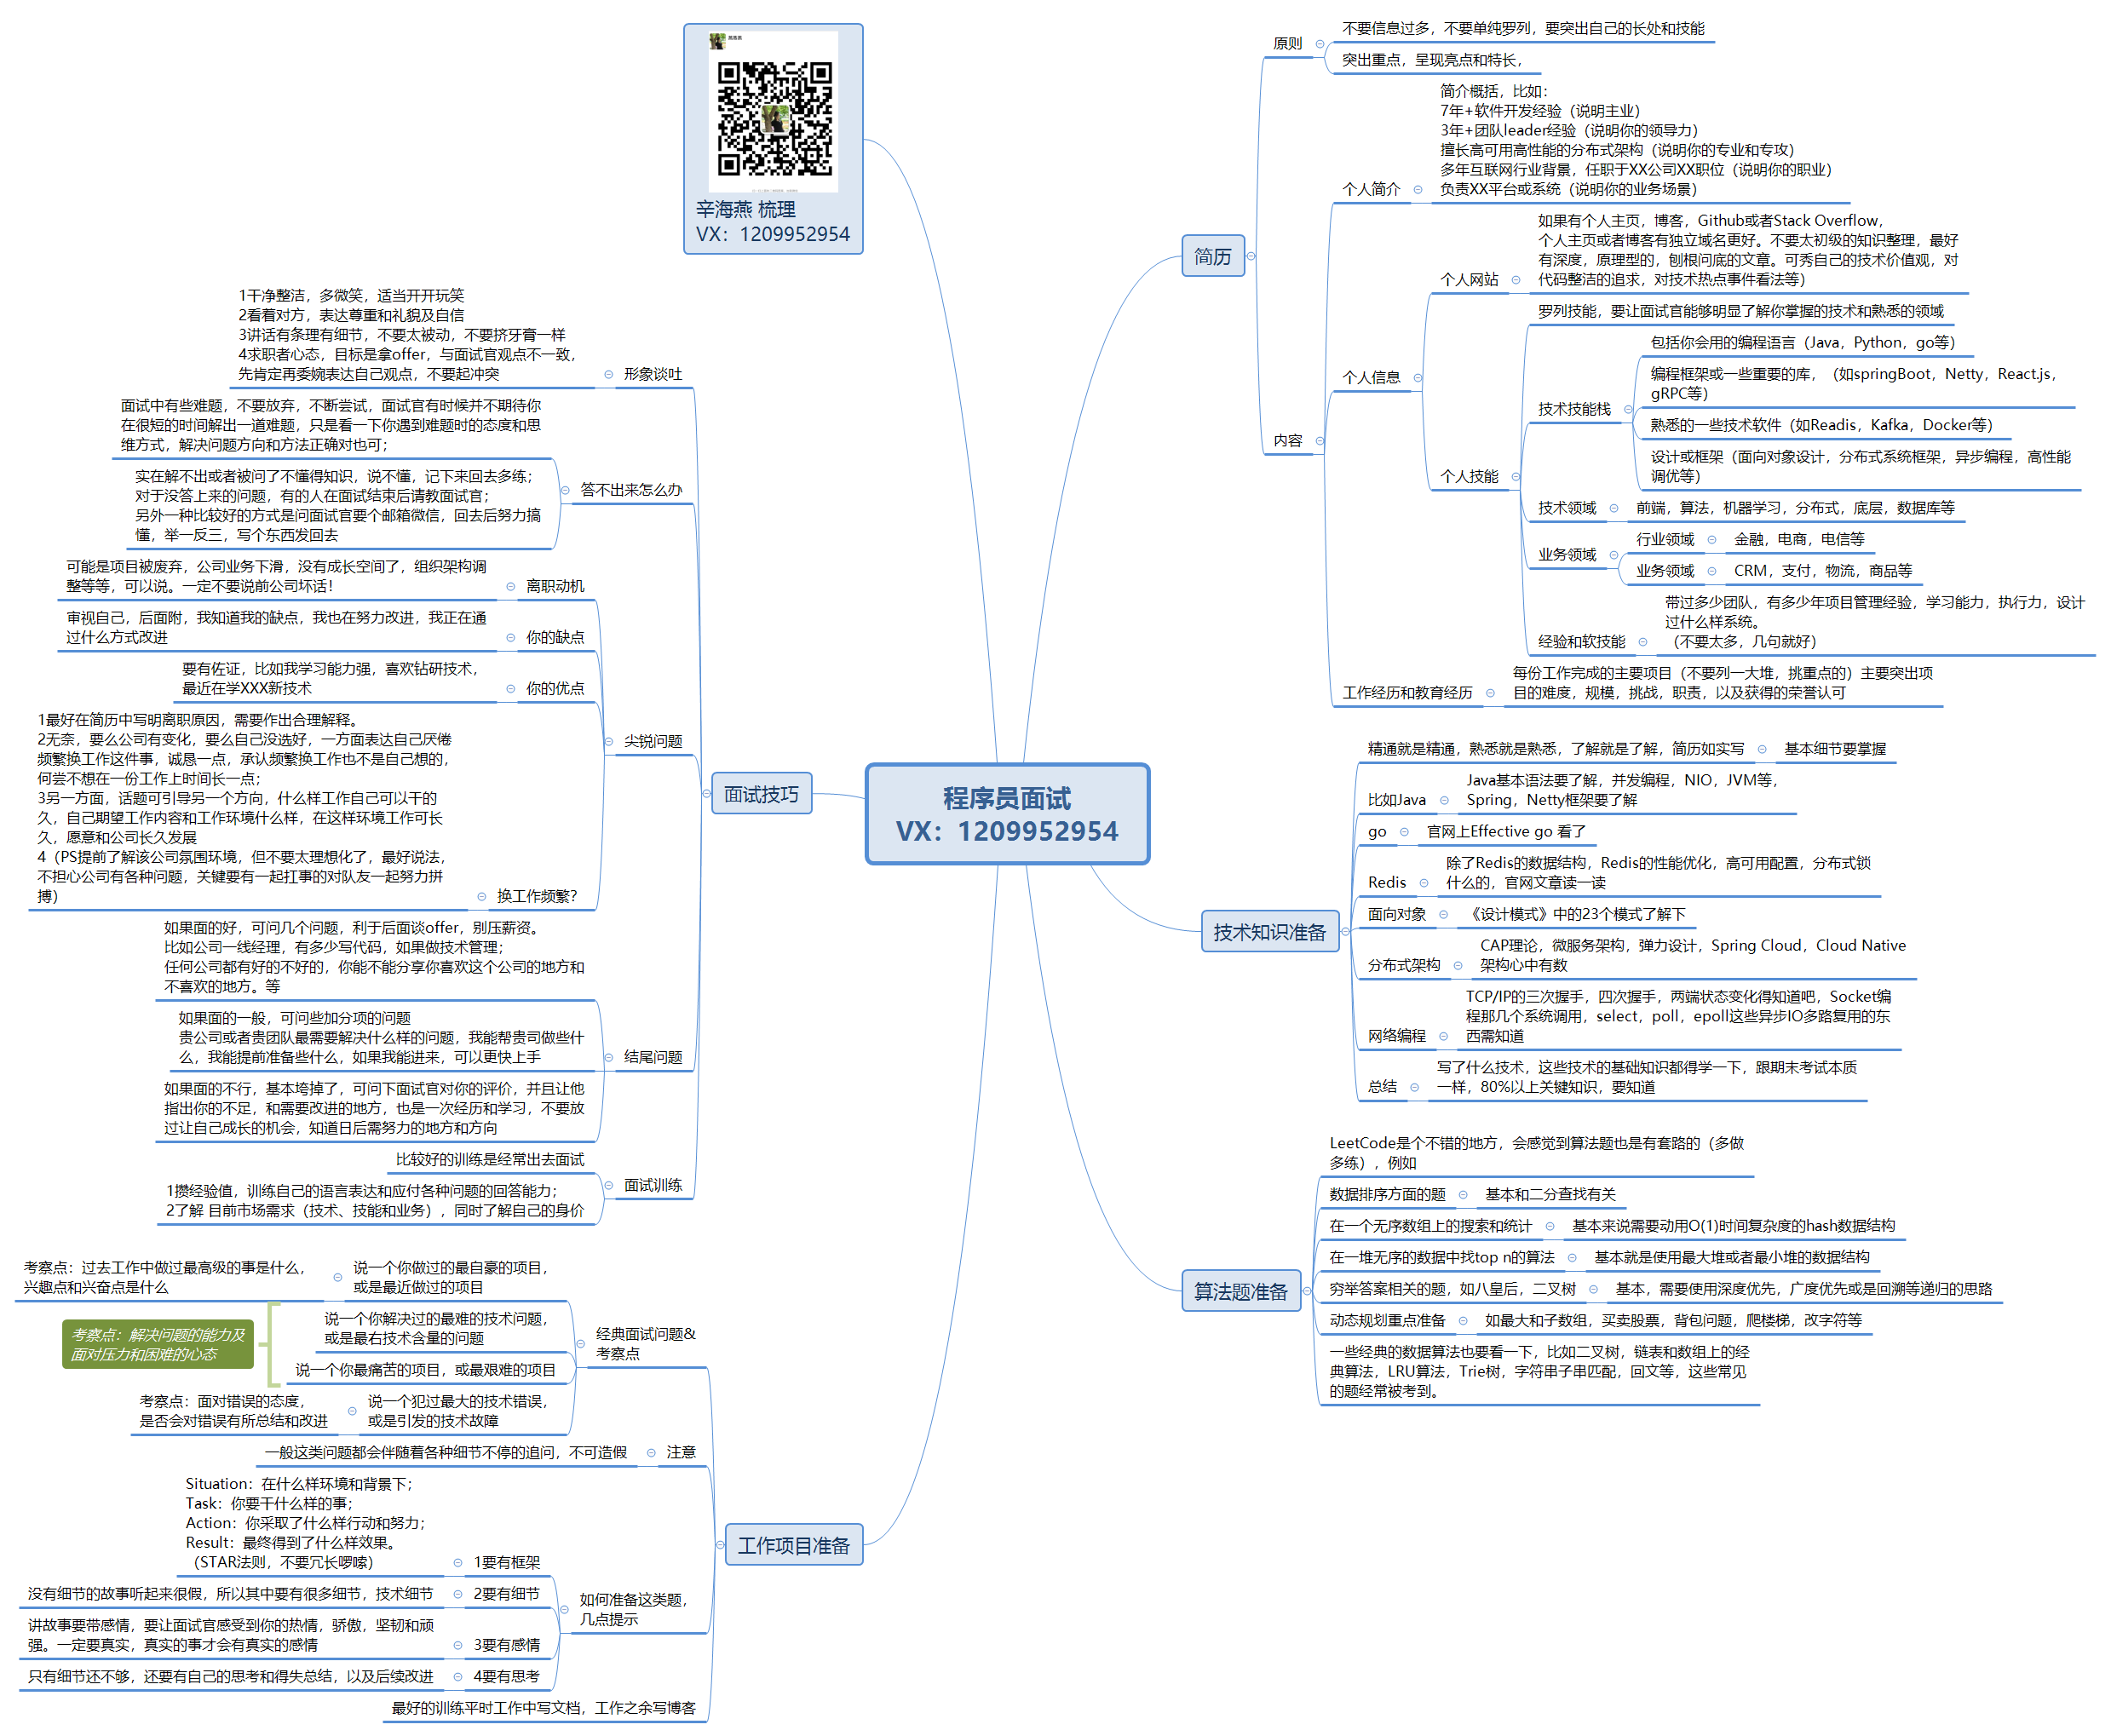 程序员面试
VX：1209952954
辛海燕 梳理
VX：1209952954
简历
原则
不要信息过多，不要单纯罗列，要突出自己的长处和技能
突出重点，呈现亮点和特长，
内容
个人简介
简介概括，比如：
7年+软件开发经验（说明主业）
3年+团队leader经验（说明你的领导力）
擅长高可用高性能的分布式架构（说明你的专业和专攻）
多年互联网行业背景，任职于XX公司XX职位（说明你的职业）
负责XX平台或系统（说明你的业务场景）
个人信息
个人网站
如果有个人主页，博客，Github或者Stack Overflow，
个人主页或者博客有独立域名更好。不要太初级的知识整理，最好
有深度，原理型的，刨根问底的文章。可秀自己的技术价值观，对
代码整洁的追求，对技术热点事件看法等）
个人技能
罗列技能，要让面试官能够明显了解你掌握的技术和熟悉的领域
技术技能栈
包括你会用的编程语言（Java，Python，go等）
编程框架或一些重要的库，（如springBoot，Netty，React.js，
gRPC等）
熟悉的一些技术软件（如Readis，Kafka，Docker等）
设计或框架（面向对象设计，分布式系统框架，异步编程，高性能
调优等）
技术领域
前端，算法，机器学习，分布式，底层，数据库等
业务领域
行业领域
金融，电商，电信等
业务领域
CRM，支付，物流，商品等
经验和软技能
带过多少团队，有多少年项目管理经验，学习能力，执行力，设计
过什么样系统。
（不要太多，几句就好）
工作经历和教育经历
每份工作完成的主要项目（不要列一大堆，挑重点的）主要突出项
目的难度，规模，挑战，职责，以及获得的荣誉认可
技术知识准备
精通就是精通，熟悉就是熟悉，了解就是了解，简历如实写
基本细节要掌握
比如Java
Java基本语法要了解，并发编程，NIO，JVM等，
Spring，Netty框架要了解
go
官网上Effective go 看了
Redis
除了Redis的数据结构，Redis的性能优化，高可用配置，分布式锁
什么的，官网文章读一读
面向对象
《设计模式》中的23个模式了解下
分布式架构
CAP理论，微服务架构，弹力设计，Spring Cloud，Cloud Native
架构心中有数
网络编程
TCP/IP的三次握手，四次握手，两端状态变化得知道吧，Socket编
程那几个系统调用，select，poll，epoll这些异步IO多路复用的东
西需知道
总结
写了什么技术，这些技术的基础知识都得学一下，跟期末考试本质
一样，80%以上关键知识，要知道
算法题准备
LeetCode是个不错的地方，会感觉到算法题也是有套路的（多做
多练），例如
数据排序方面的题
基本和二分查找有关
在一个无序数组上的搜索和统计
基本来说需要动用O(1)时间复杂度的hash数据结构
在一堆无序的数据中找top n的算法
基本就是使用最大堆或者最小堆的数据结构
穷举答案相关的题，如八皇后，二叉树
基本，需要使用深度优先，广度优先或是回溯等递归的思路
动态规划重点准备
如最大和子数组，买卖股票，背包问题，爬楼梯，改字符等
一些经典的数据算法也要看一下，比如二叉树，链表和数组上的经
典算法，LRU算法，Trie树，字符串子串匹配，回文等，这些常见
的题经常被考到。
面试技巧
形象谈吐
1干净整洁，多微笑，适当开开玩笑
2看着对方，表达尊重和礼貌及自信
3讲话有条理有细节，不要太被动，不要挤牙膏一样
4求职者心态，目标是拿offer，与面试官观点不一致，
先肯定再委婉表达自己观点，不要起冲突
答不出来怎么办
面试中有些难题，不要放弃，不断尝试，面试官有时候并不期待你
在很短的时间解出一道难题，只是看一下你遇到难题时的态度和思
维方式，解决问题方向和方法正确对也可；
实在解不出或者被问了不懂得知识，说不懂，记下来回去多练；
对于没答上来的问题，有的人在面试结束后请教面试官；
另外一种比较好的方式是问面试官要个邮箱微信，回去后努力搞
懂，举一反三，写个东西发回去
尖锐问题
离职动机
可能是项目被废弃，公司业务下滑，没有成长空间了，组织架构调
整等等，可以说。一定不要说前公司坏话！
你的缺点
审视自己，后面附，我知道我的缺点，我也在努力改进，我正在通
过什么方式改进
你的优点
要有佐证，比如我学习能力强，喜欢钻研技术，
最近在学XXX新技术
换工作频繁？
1最好在简历中写明离职原因，需要作出合理解释。
2无奈，要么公司有变化，要么自己没选好，一方面表达自己厌倦
频繁换工作这件事，诚恳一点，承认频繁换工作也不是自己想的，
何尝不想在一份工作上时间长一点；
3另一方面，话题可引导另一个方向，什么样工作自己可以干的
久，自己期望工作内容和工作环境什么样，在这样环境工作可长
久，愿意和公司长久发展
4（PS提前了解该公司氛围环境，但不要太理想化了，最好说法，
不担心公司有各种问题，关键要有一起扛事的对队友一起努力拼
搏）
结尾问题
如果面的好，可问几个问题，利于后面谈offer，别压薪资。
比如公司一线经理，有多少写代码，如果做技术管理；
任何公司都有好的不好的，你能不能分享你喜欢这个公司的地方和
不喜欢的地方。等
如果面的一般，可问些加分项的问题
贵公司或者贵团队最需要解决什么样的问题，我能帮贵司做些什
么，我能提前准备些什么，如果我能进来，可以更快上手
如果面的不行，基本垮掉了，可问下面试官对你的评价，并且让他
指出你的不足，和需要改进的地方，也是一次经历和学习，不要放
过让自己成长的机会，知道日后需努力的地方和方向
面试训练
比较好的训练是经常出去面试
1攒经验值，训练自己的语言表达和应付各种问题的回答能力；
2了解 目前市场需求（技术、技能和业务），同时了解自己的身价
工作项目准备
经典面试问题&
考察点
说一个你做过的最自豪的项目，
或是最近做过的项目
考察点：过去工作中做过最高级的事是什么，
兴趣点和兴奋点是什么
说一个你解决过的最难的技术问题，
或是最右技术含量的问题
说一个你最痛苦的项目，或最艰难的项目
考察点：解决问题的能力及
面对压力和困难的心态
说一个犯过最大的技术错误，
或是引发的技术故障
考察点：面对错误的态度，
是否会对错误有所总结和改进
注意
一般这类问题都会伴随着各种细节不停的追问，不可造假
如何准备这类题，
几点提示
1要有框架
Situation：在什么样环境和背景下；
Task：你要干什么样的事；
Action：你采取了什么样行动和努力；
Result：最终得到了什么样效果。
（STAR法则，不要冗长啰嗦）
2要有细节
没有细节的故事听起来很假，所以其中要有很多细节，技术细节
3要有感情
讲故事要带感情，要让面试官感受到你的热情，骄傲，坚韧和顽
强。一定要真实，真实的事才会有真实的感情
4要有思考
只有细节还不够，还要有自己的思考和得失总结，以及后续改进
最好的训练平时工作中写文档，工作之余写博客